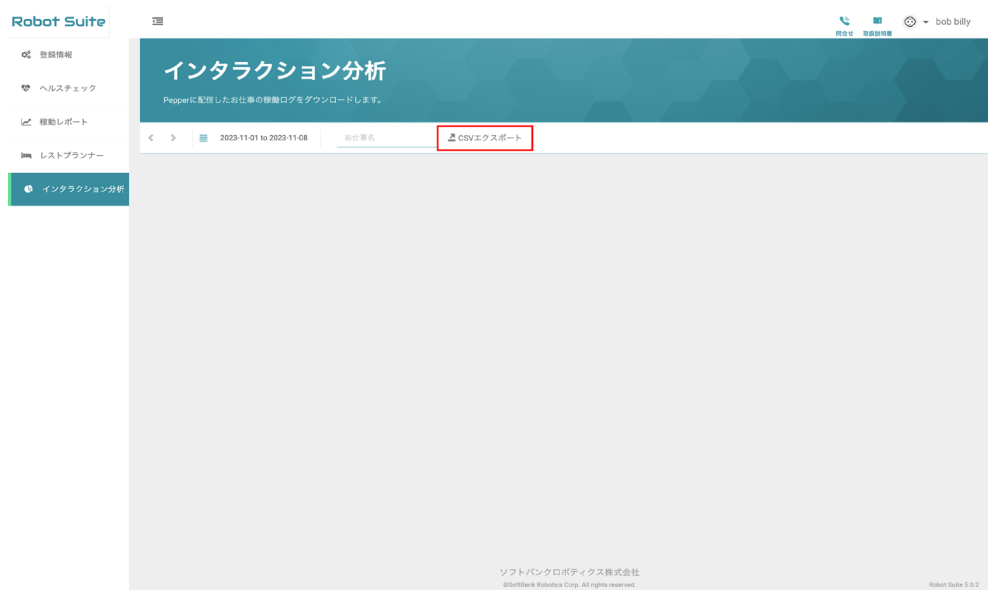 Robot Suite
問合せ
取扱説明書
bob billy
登録情報
ヘルスチェック
稼動レポート
レストプランナー
インタラクション分析
インタラクション分析
Pepperに配信したお仕事の稼働ログをダウンロードします。
2023-11-01 to 2023-11-08
お仕事名
CSVエクスポート
ソフトバンクロボティクス株式会社
©SoftBank Robotics Corp. All rights reserved.
Robot Suite 5.0.2